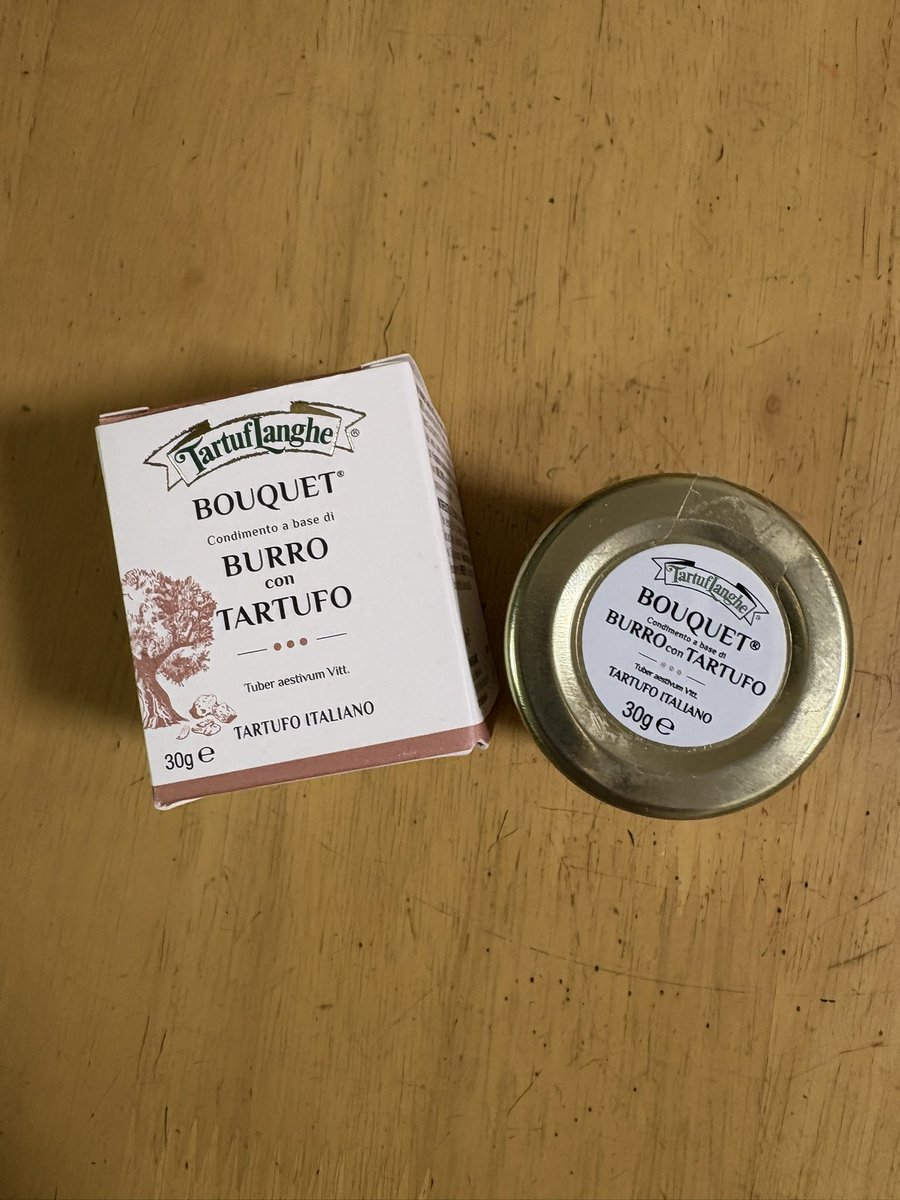 TartufLanghe®
BOUQUET®
Condimento a base di
BURRO
con
TARTUFO
Tuber aestivum Vitt.
TARTUFO ITALIANO
30g ℮
TartufLanghe®
BOUQUET®
Condimento a base di
BURRO con TARTUFO
Tuber aestivum Vitt.
TARTUFO ITALIANO
30g ℮